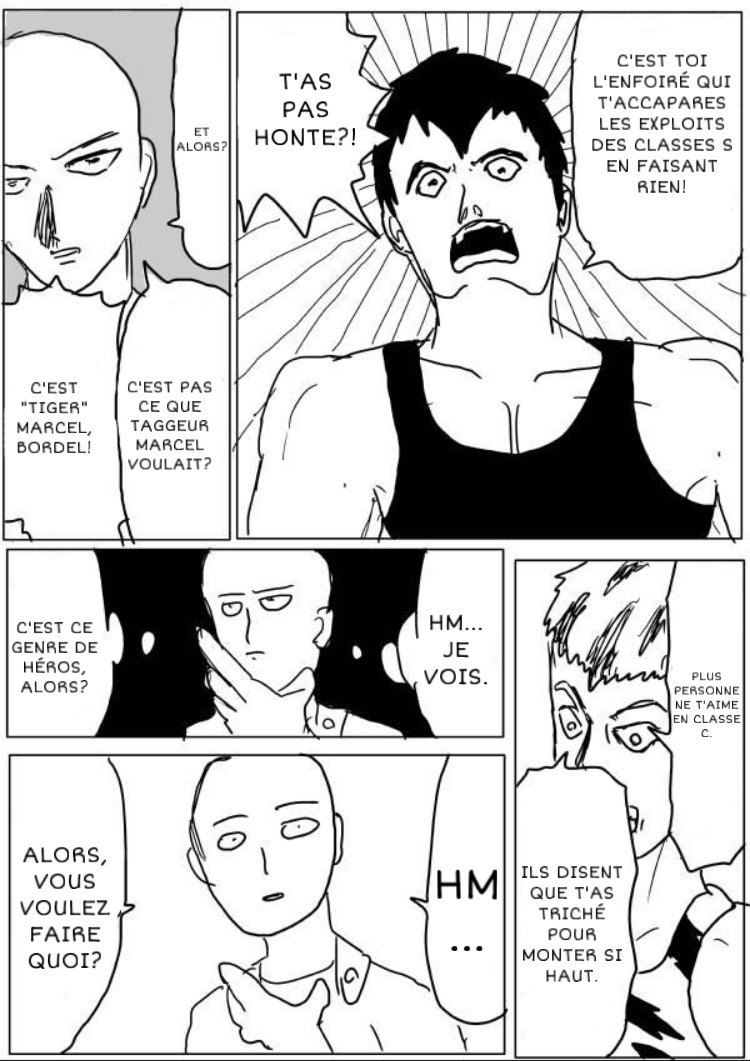 C'EST TOI
L'ENFOIRÉ QUI
T'ACCAPARES
LES EXPLOITS
DES CLASSES S
EN FAISANT
RIEN!
T'AS
PAS
HONTE?!
ET
ALORS?
C'EST PAS
CE QUE
TAGGEUR
MARCEL
VOULAIT?
C'EST
"TIGER"
MARCEL,
BORDEL!
PLUS
PERSONNE
NE T'AIME
EN CLASSE
C.
ILS DISENT
QUE T'AS
TRICHÉ
POUR
MONTER SI
HAUT.
HM...
JE
VOIS.
C'EST CE
GENRE DE
HÉROS,
ALORS?
HM
...
ALORS,
VOUS
VOULEZ
FAIRE
QUOI?